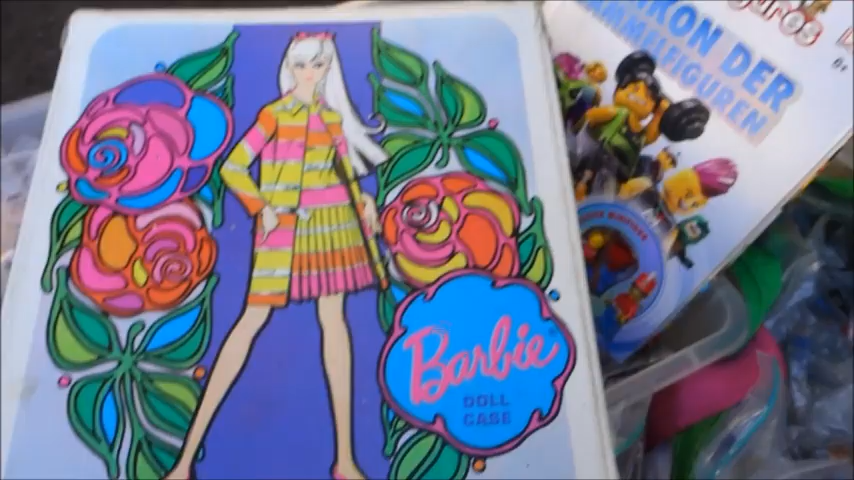 Barbie
DOLL
CASE
KON DER
MMELFIGUREN